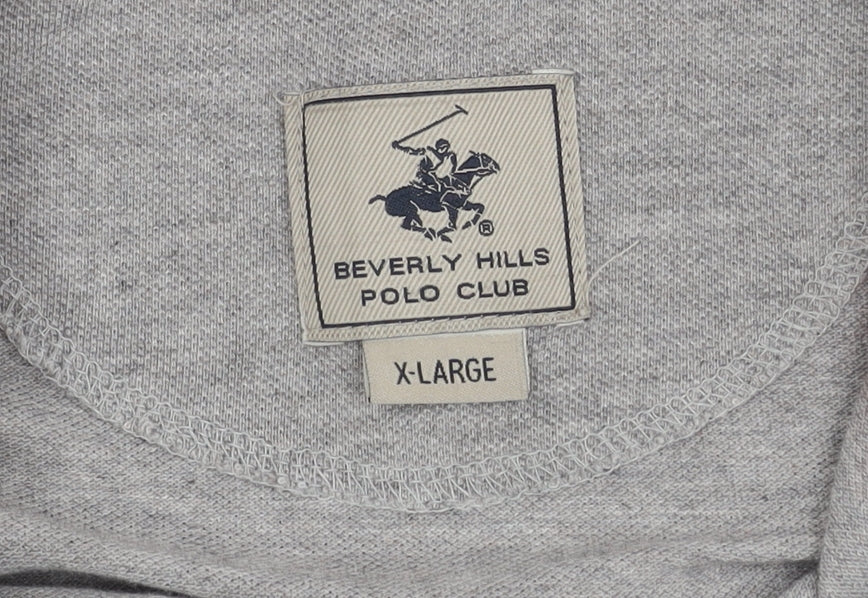 ®
BEVERLY HILLS
POLO CLUB
X-LARGE